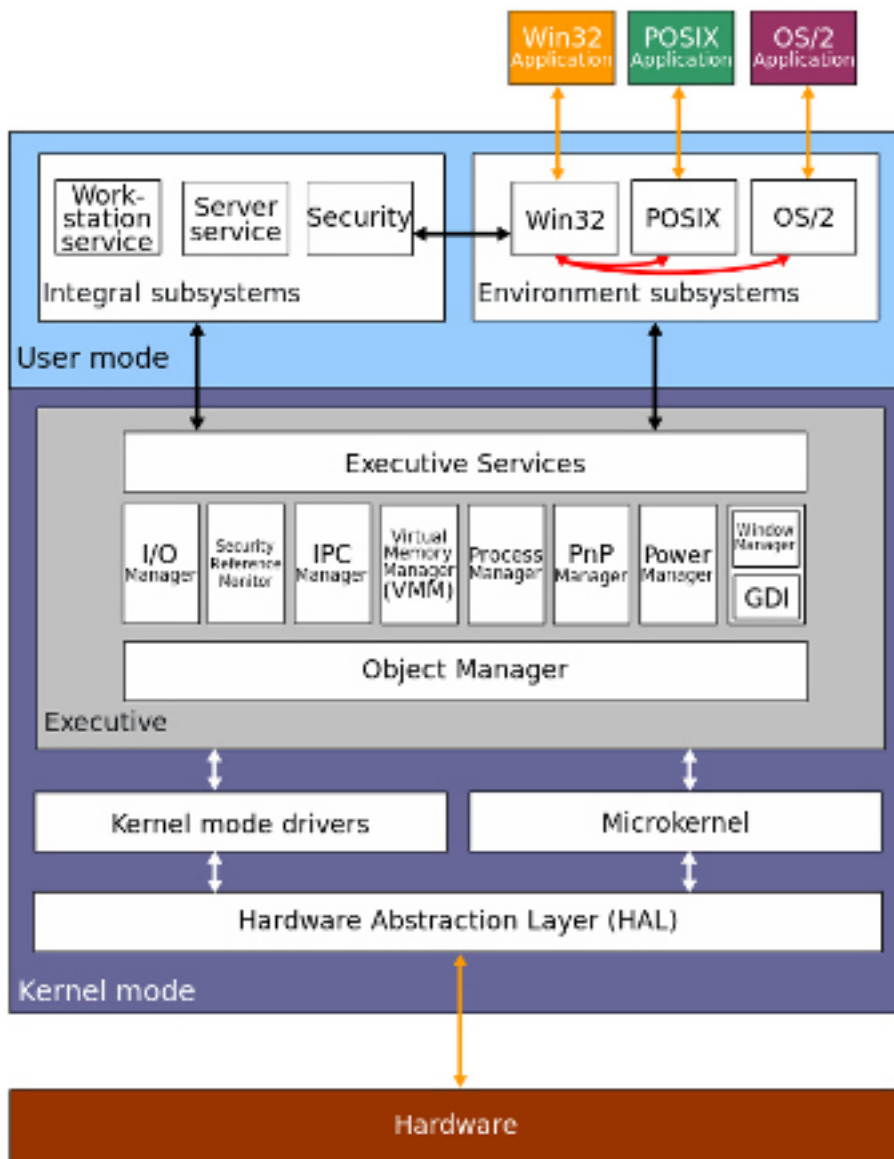 Win32
Application
POSIX
Application
OS/2
Application
Work-
station
service
Server
service
Security
Integral subsystems
Win32
POSIX
OS/2
Environment subsystems
User mode
Executive Services
I/O
Manager
Security
Reference
Monitor
IPC
Manager
Virtual
Memory
Manager
(VMM)
Process
Manager
PnP
Manager
Power
Manager
Window
Manager
GDI
Object Manager
Executive
Kernel mode drivers
Microkernel
Hardware Abstraction Layer (HAL)
Kernel mode
Hardware